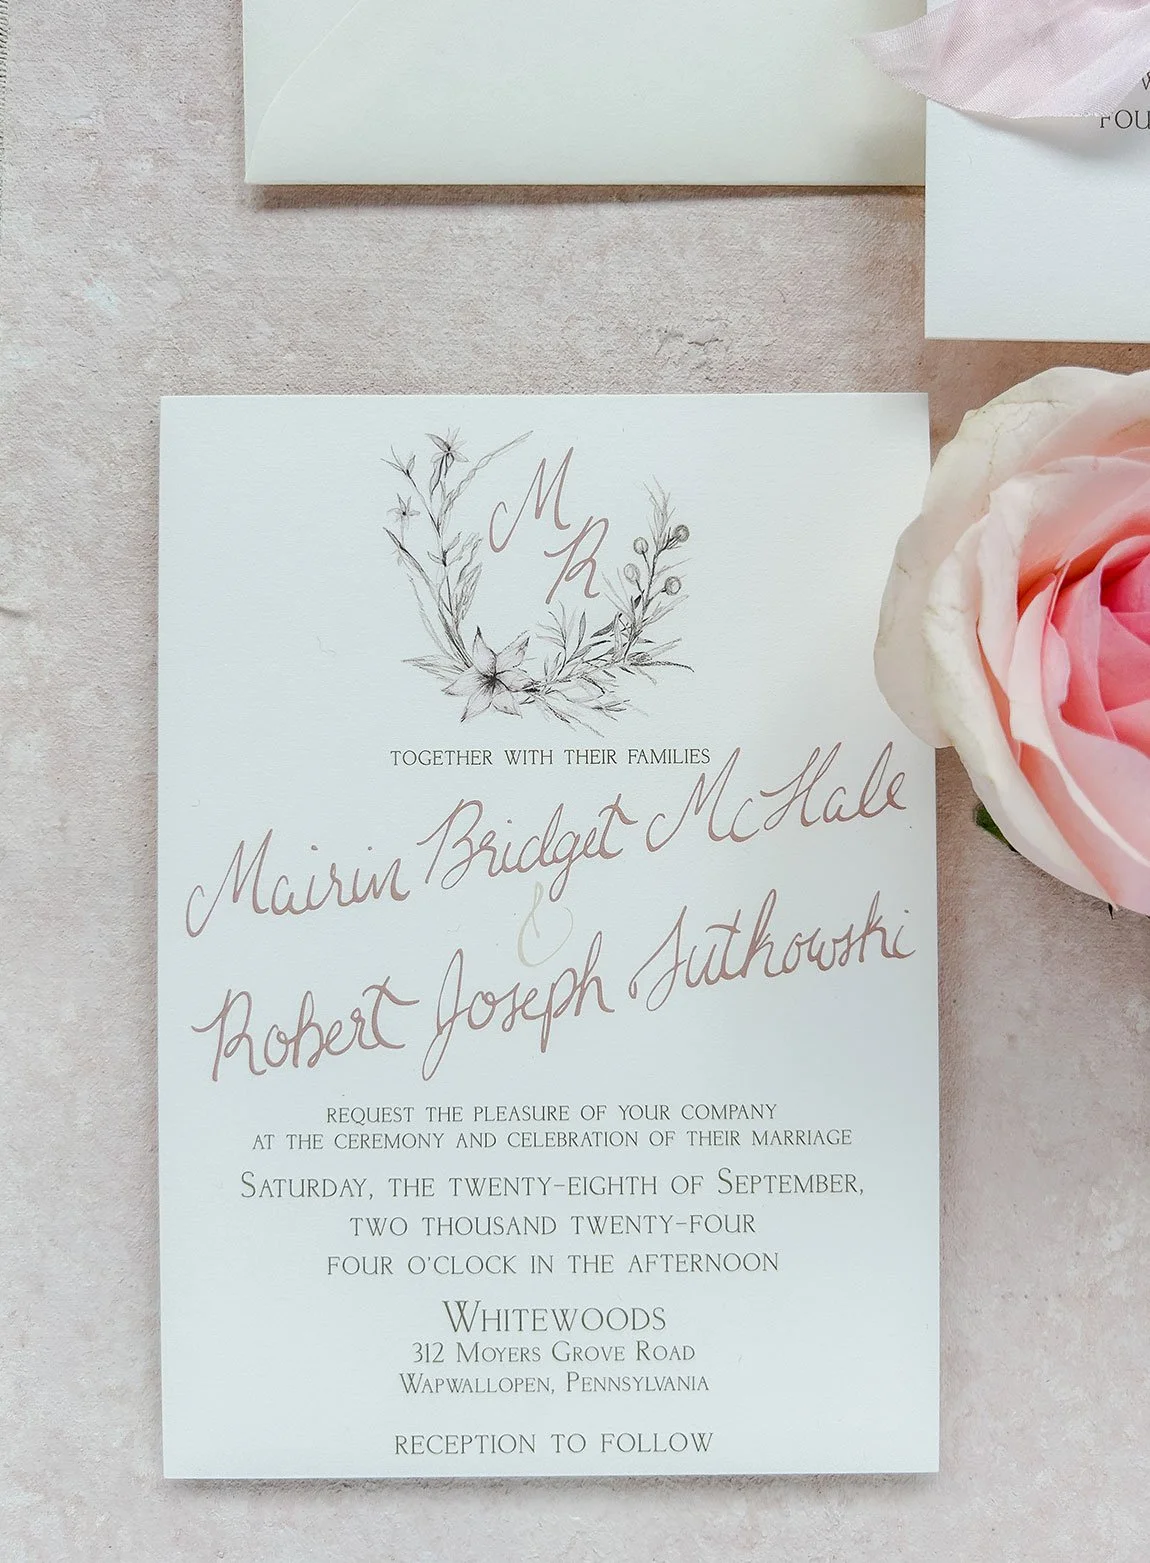 FOU
M
R
TOGETHER WITH THEIR FAMILIES
Mairin Bridget McHale
&
Robert Joseph Sutkowski
REQUEST THE PLEASURE OF YOUR COMPANY
AT THE CEREMONY AND CELEBRATION OF THEIR MARRIAGE
SATURDAY, THE TWENTY-EIGHTH OF SEPTEMBER,
TWO THOUSAND TWENTY-FOUR
FOUR O'CLOCK IN THE AFTERNOON
WHITEWOODS
312 MOYERS GROVE ROAD
WAPWALLOPEN, PENNSYLVANIA
RECEPTION TO FOLLOW